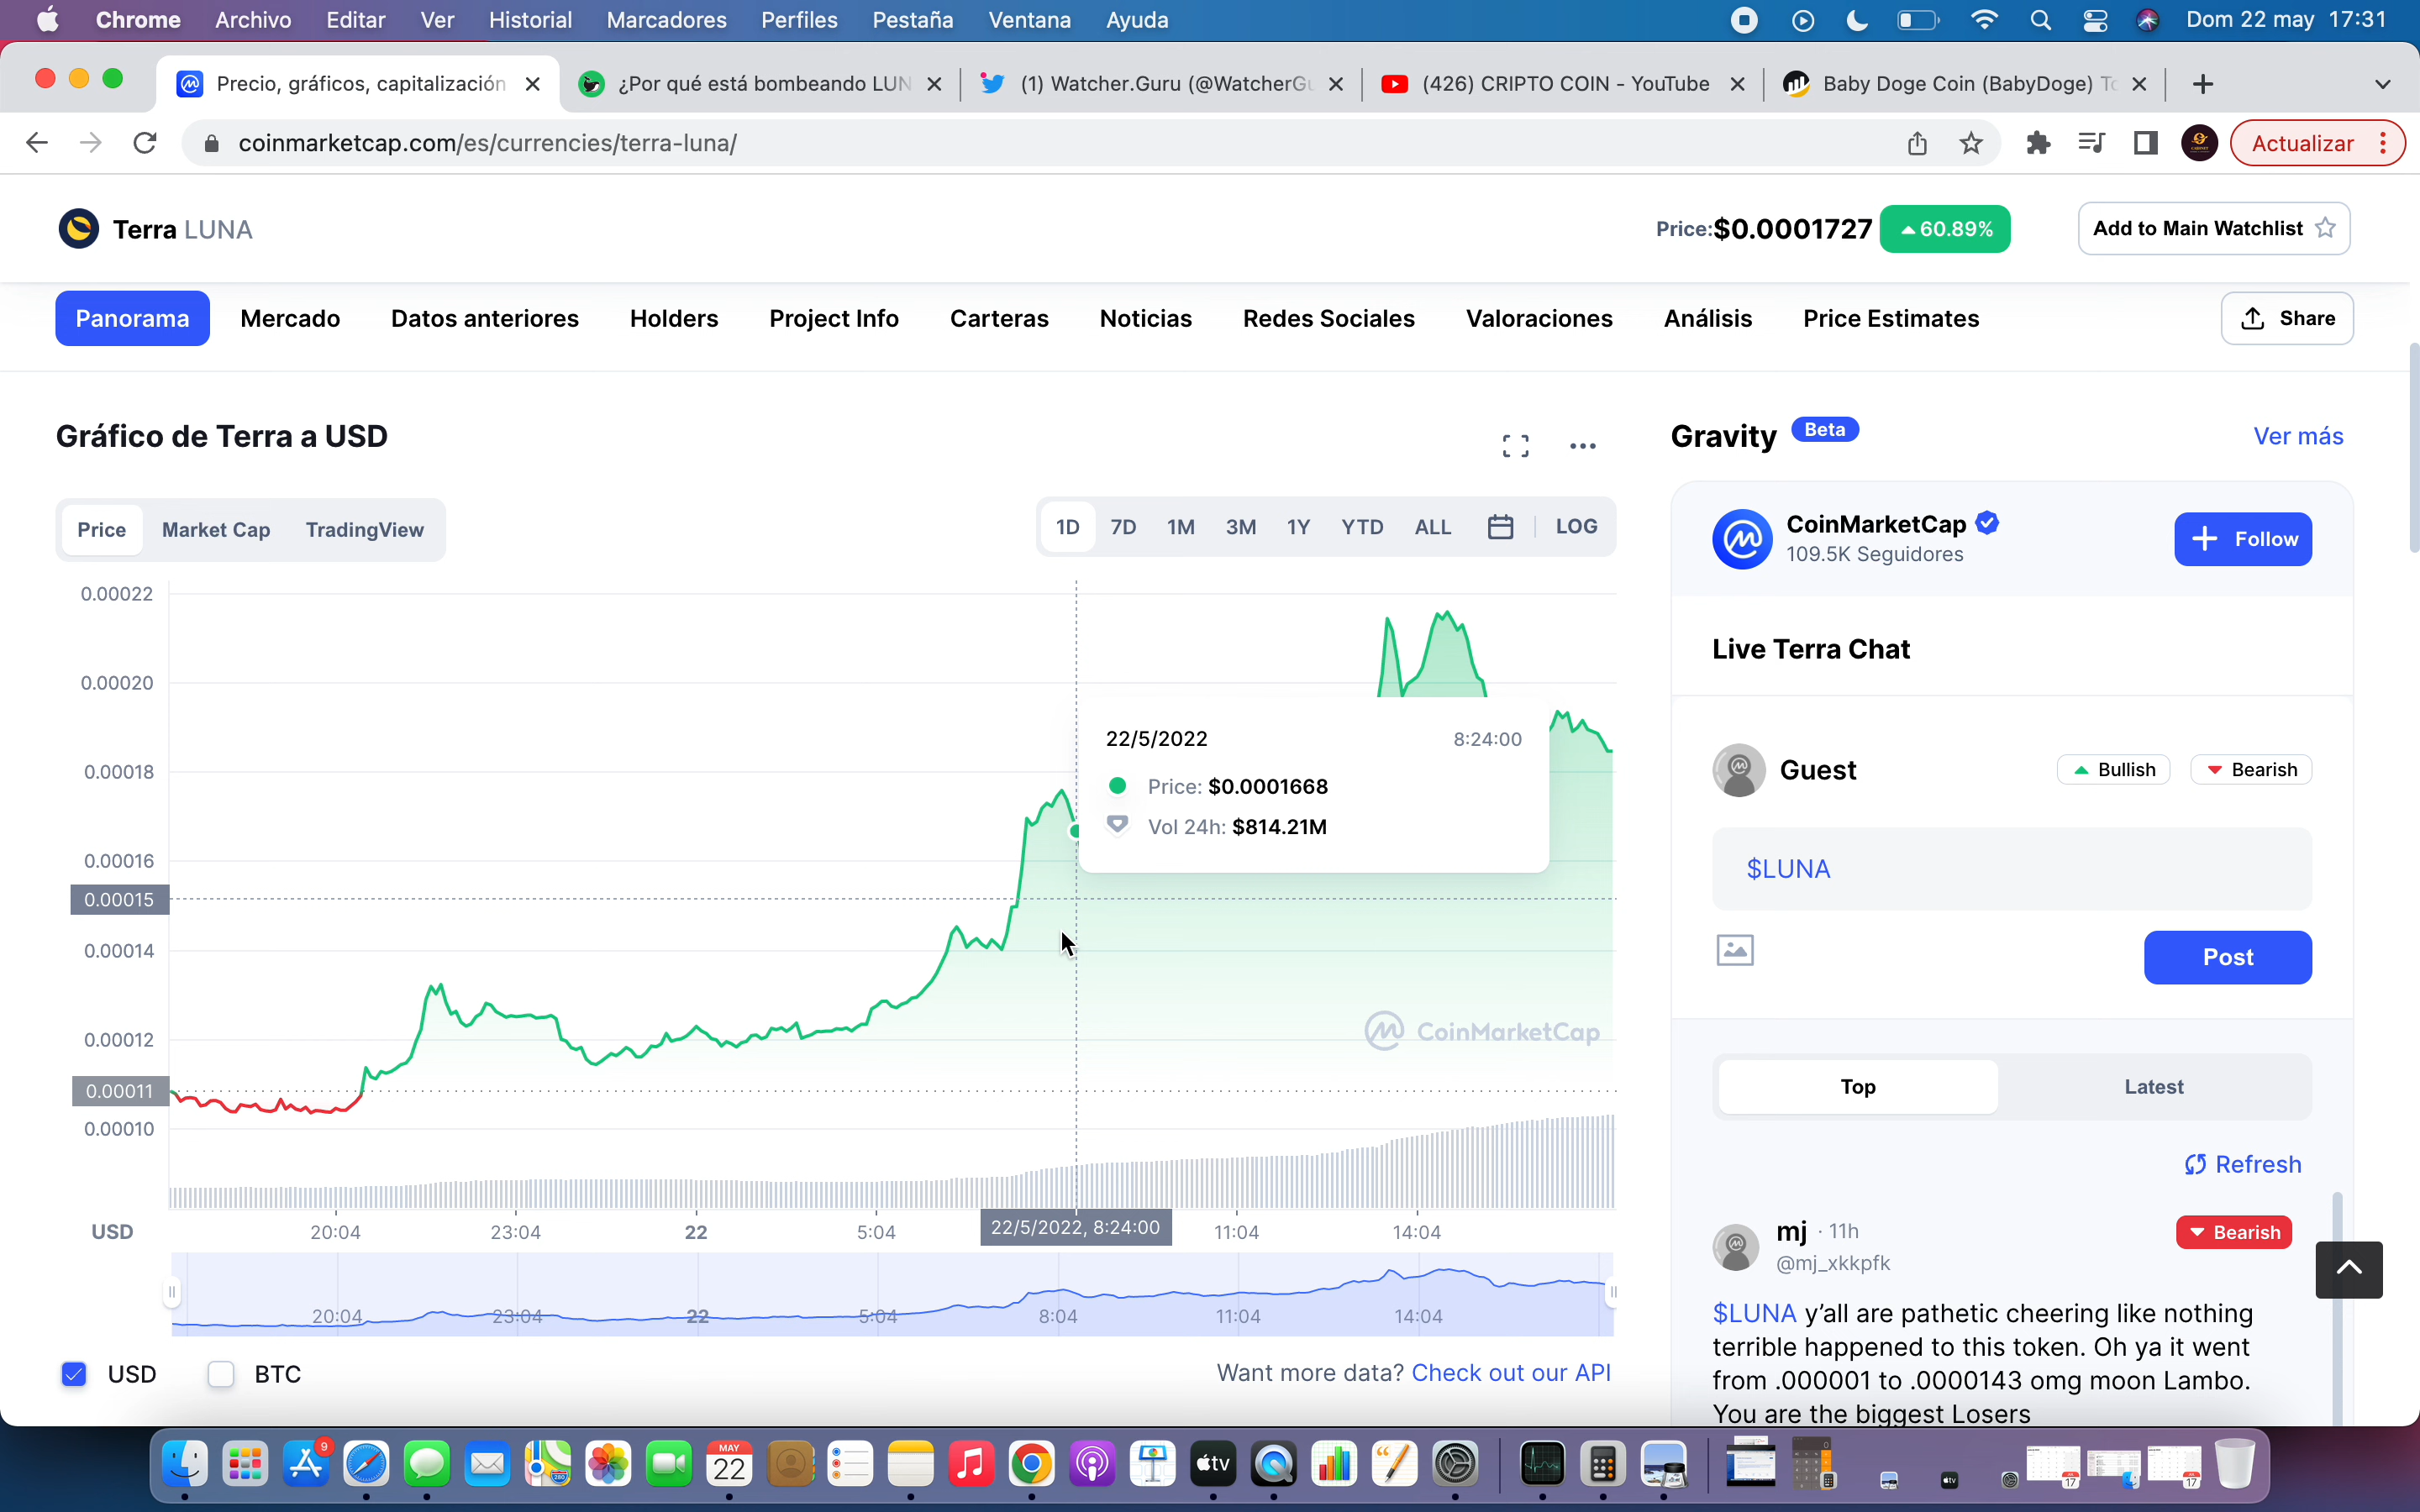 Chrome Archivo Editar Ver Historial Marcadores Perfiles Pestaña Ventana Ayuda Dom 22 may 17:31
Precio, gráficos, capitalización ¿Por qué está bombeando LUN (1) Watcher.Guru (@WatcherGu (426) CRIPTO COIN - YouTube Baby Doge Coin (BabyDoge) To
coinmarketcap.com/es/currencies/terra-luna/ Actualizar
Terra LUNA Price:$0.0001727 60.89% Add to Main Watchlist
Panorama Mercado Datos anteriores Holders Project Info Carteras Noticias Redes Sociales Valoraciones Análisis Price Estimates Share
Gráfico de Terra a USD
Price Market Cap TradingView
1D 7D 1M 3M 1Y YTD ALL LOG
0.00022
0.00020
0.00018
0.00016
0.00015
0.00014
0.00012
0.00011
0.00010
22/5/2022 8:24:00
Price: $0.0001668
Vol 24h: $814.21M
CoinMarketCap
USD 20:04 23:04 22 5:04 22/5/2022, 8:24:00 11:04 14:04
20:04 23:04 22 5:04 8:04 11:04 14:04
USD BTC
Want more data? Check out our API
Gravity Beta Ver más
CoinMarketCap
109.5K Seguidores
Follow
Live Terra Chat
Guest Bullish Bearish
$LUNA
Post
Top Latest
Refresh
mj · 11h Bearish
@mj_xkkpfk
$LUNA y’all are pathetic cheering like nothing
terrible happened to this token. Oh ya it went
from .000001 to .0000143 omg moon Lambo.
You are the biggest Losers
9
MAY
22
280
tv
17
17